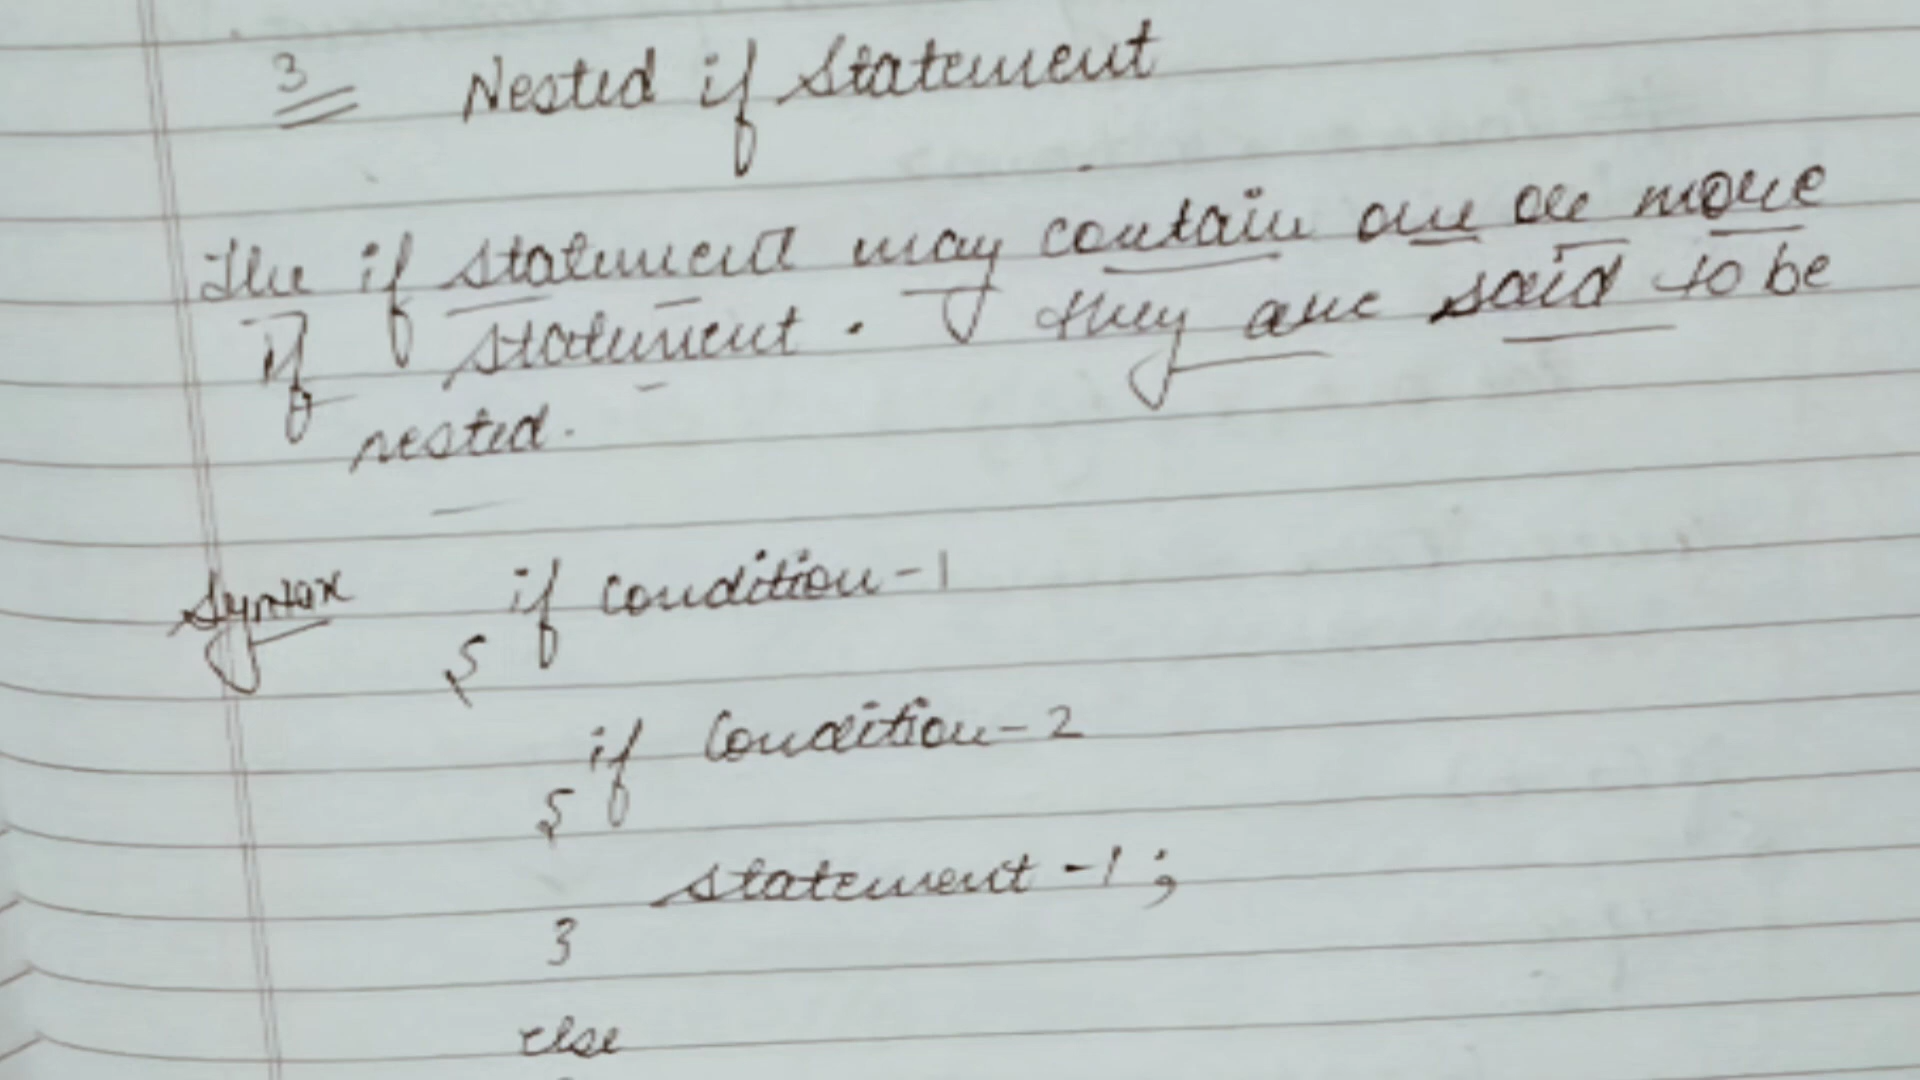 3 Nested if Statement
The if statement may contain one or more
if statement. They are said to be
nested.
Syntax if condition-1
{
if Condition-2
{
statement-1;
}
else